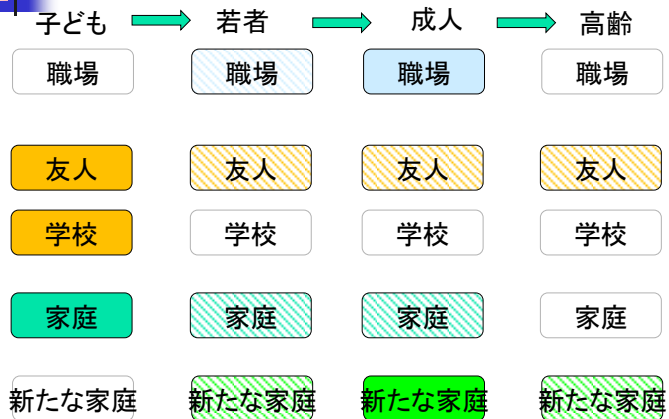 子ども 若者 成人 高齢
職場 職場 職場 職場
友人 友人 友人 友人
学校 学校 学校 学校
家庭 家庭 家庭 家庭
新たな家庭 新たな家庭 新たな家庭 新たな家庭